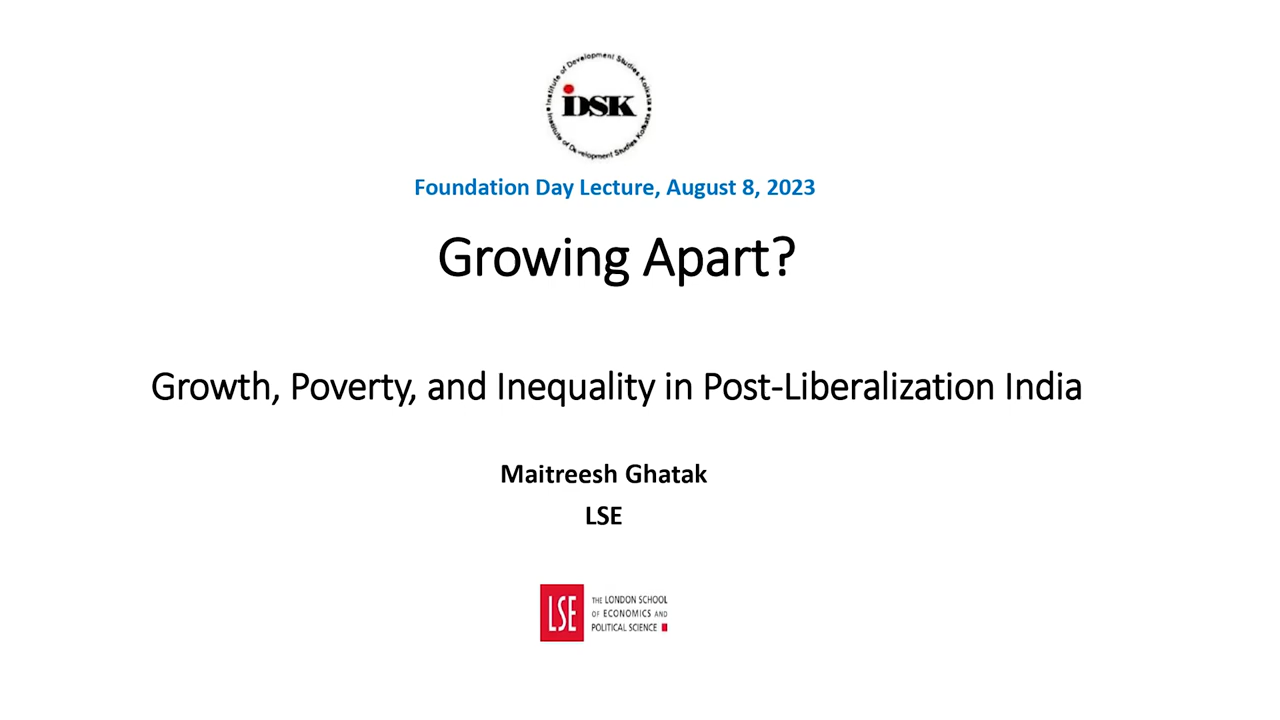 Institute of Development Studies Kolkata
iDSK
Institute of Development Studies Kolkata
Foundation Day Lecture, August 8, 2023
Growing Apart?
Growth, Poverty, and Inequality in Post-Liberalization India
Maitreesh Ghatak
LSE
LSE
THE LONDON SCHOOL
OF ECONOMICS AND
POLITICAL SCIENCE